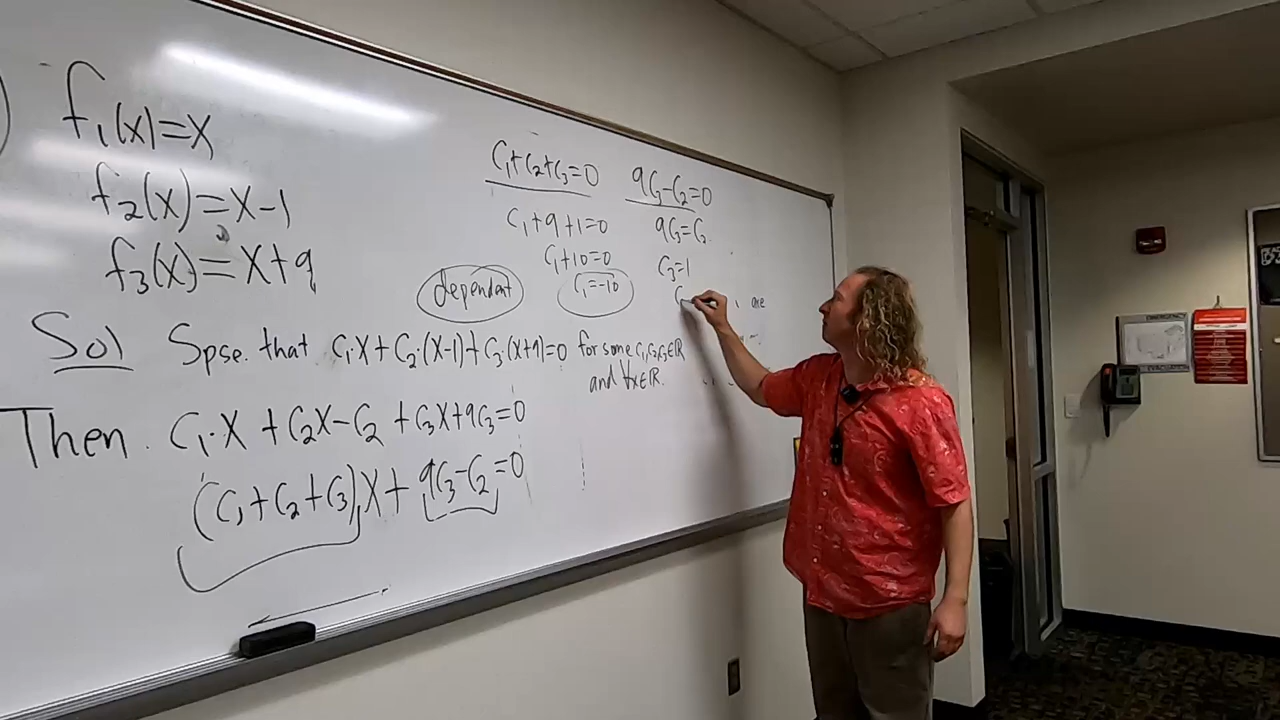 f₁(x)=x
f₂(x)=x-1
f₃(x)=x+9
C₁+C₂+C₃=0
C₁+9+1=0
C₁+10=0
C₁=-10
dependent
9C₃-C₂=0
9C₃=C₂
C₃=1
C
are
Sol Spse. that C₁·X+C₂·(X-1)+C₃·(X+9)=0 for some C₁,C₂,C₃∈ℝ
and ∀x∈ℝ.
Then. C₁·X+C₂X-C₂+C₃X+9C₃=0
(C₁+C₂+C₃)X+9C₃-C₂=0
EVACUATION